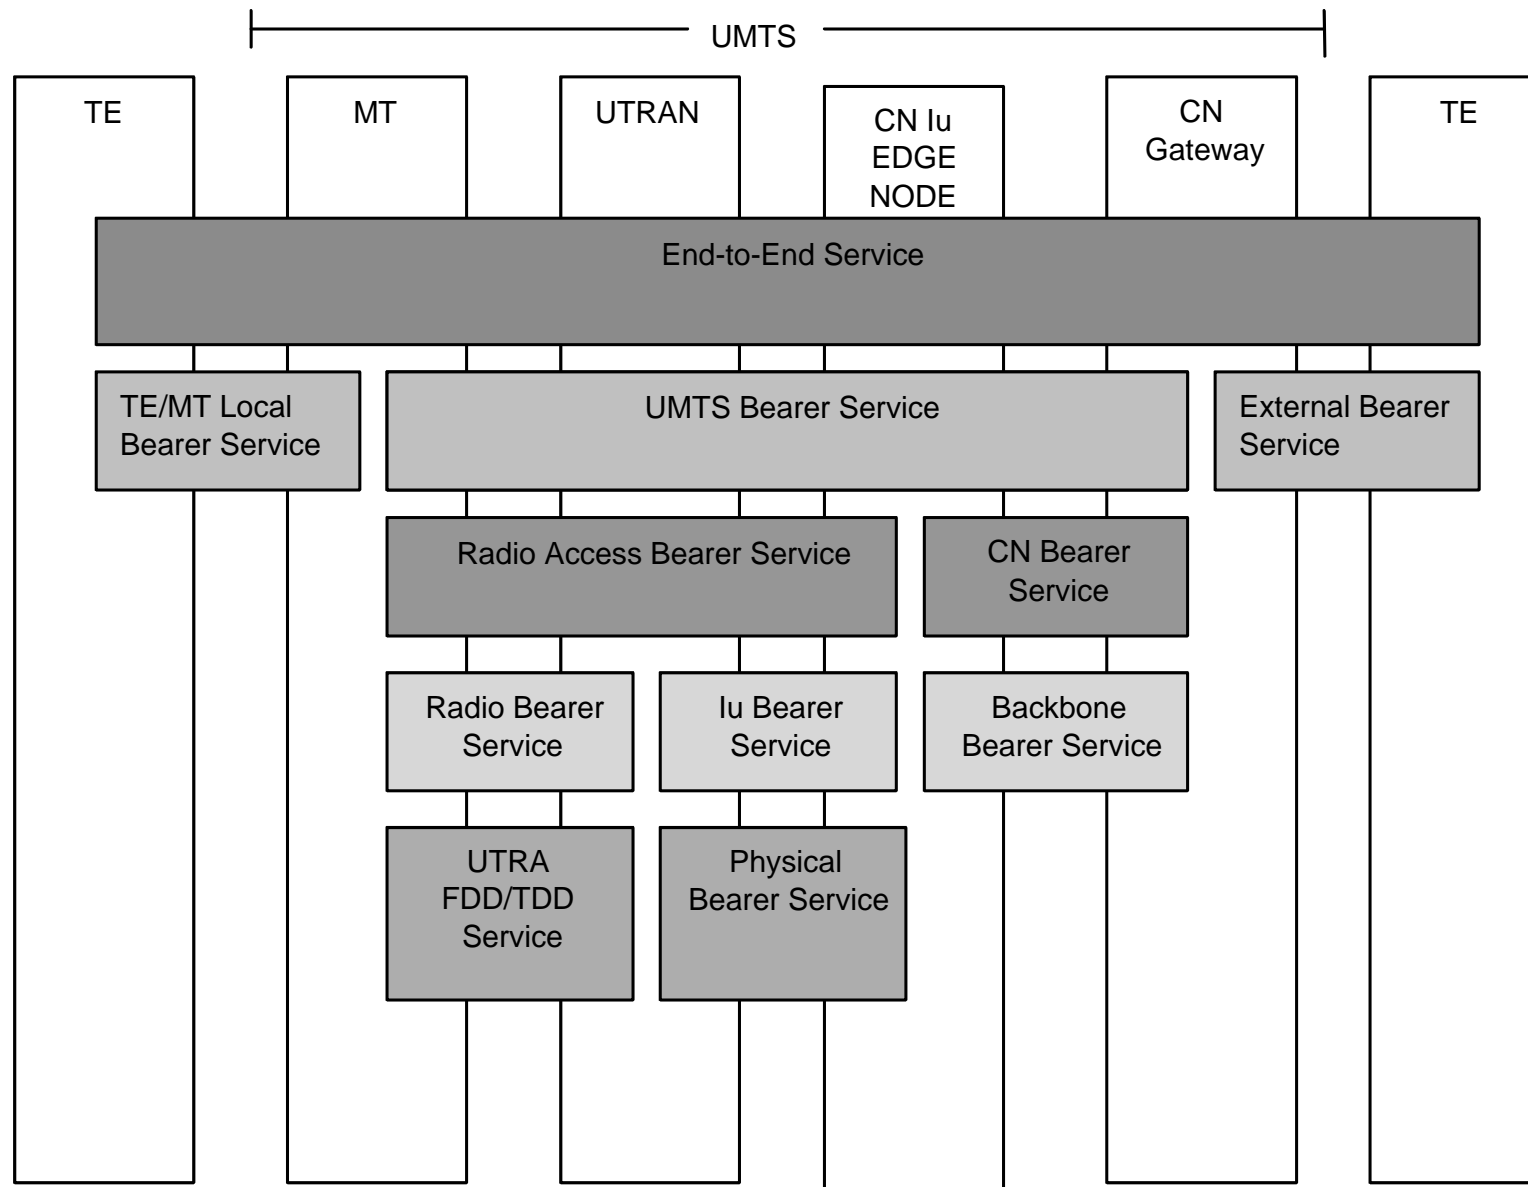 UMTS
TE
MT
UTRAN
CN Iu
EDGE
NODE
CN
Gateway
TE
End-to-End Service
TE/MT Local
Bearer Service
UMTS Bearer Service
External Bearer
Service
Radio Access Bearer Service
CN Bearer
Service
Radio Bearer
Service
Iu Bearer
Service
Backbone
Bearer Service
UTRA
FDD/TDD
Service
Physical
Bearer Service